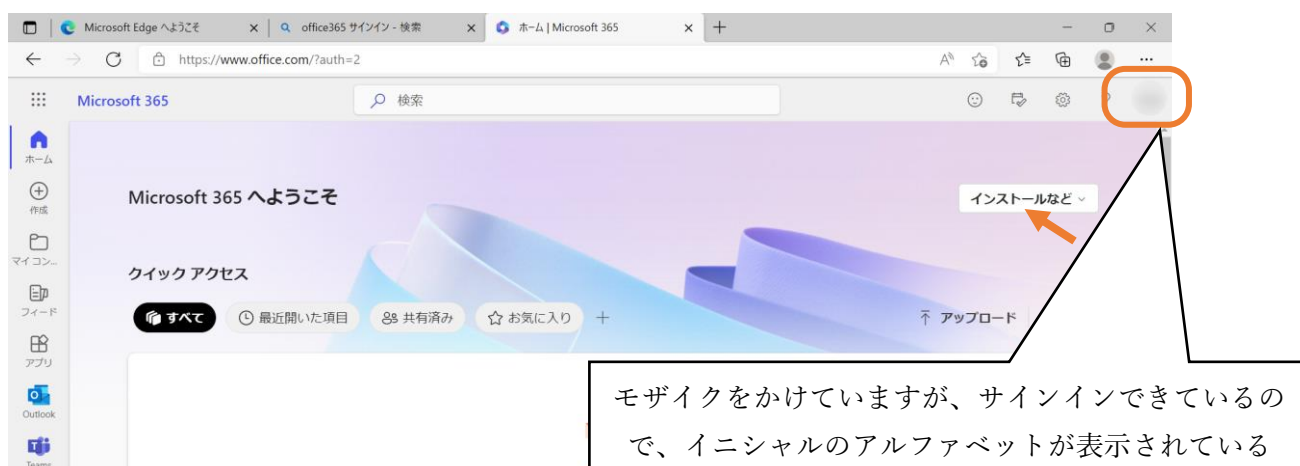 Microsoft Edge へようこそ
office365 サインイン - 検索
ホーム | Microsoft 365
https://www.office.com/?auth=2
Microsoft 365
検索
ホーム
作成
マイ コン...
フィード
アプリ
Outlook
Teams
Microsoft 365 へようこそ
インストールなど
クイック アクセス
すべて
最近開いた項目
共有済み
お気に入り
アップロード
モザイクをかけていますが、サインインできているの
で、イニシャルのアルファベットが表示されている